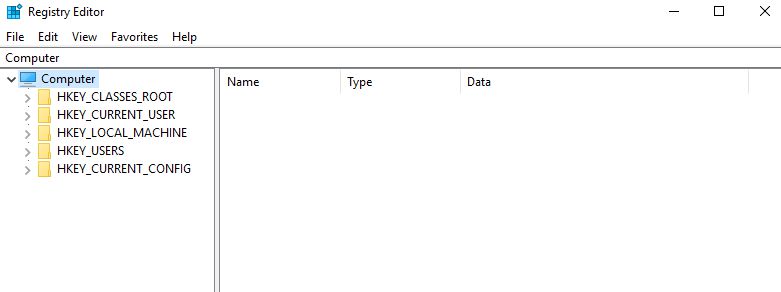 Registry Editor
File Edit View Favorites Help
Computer
Computer
HKEY_CLASSES_ROOT
HKEY_CURRENT_USER
HKEY_LOCAL_MACHINE
HKEY_USERS
HKEY_CURRENT_CONFIG
Name Type Data